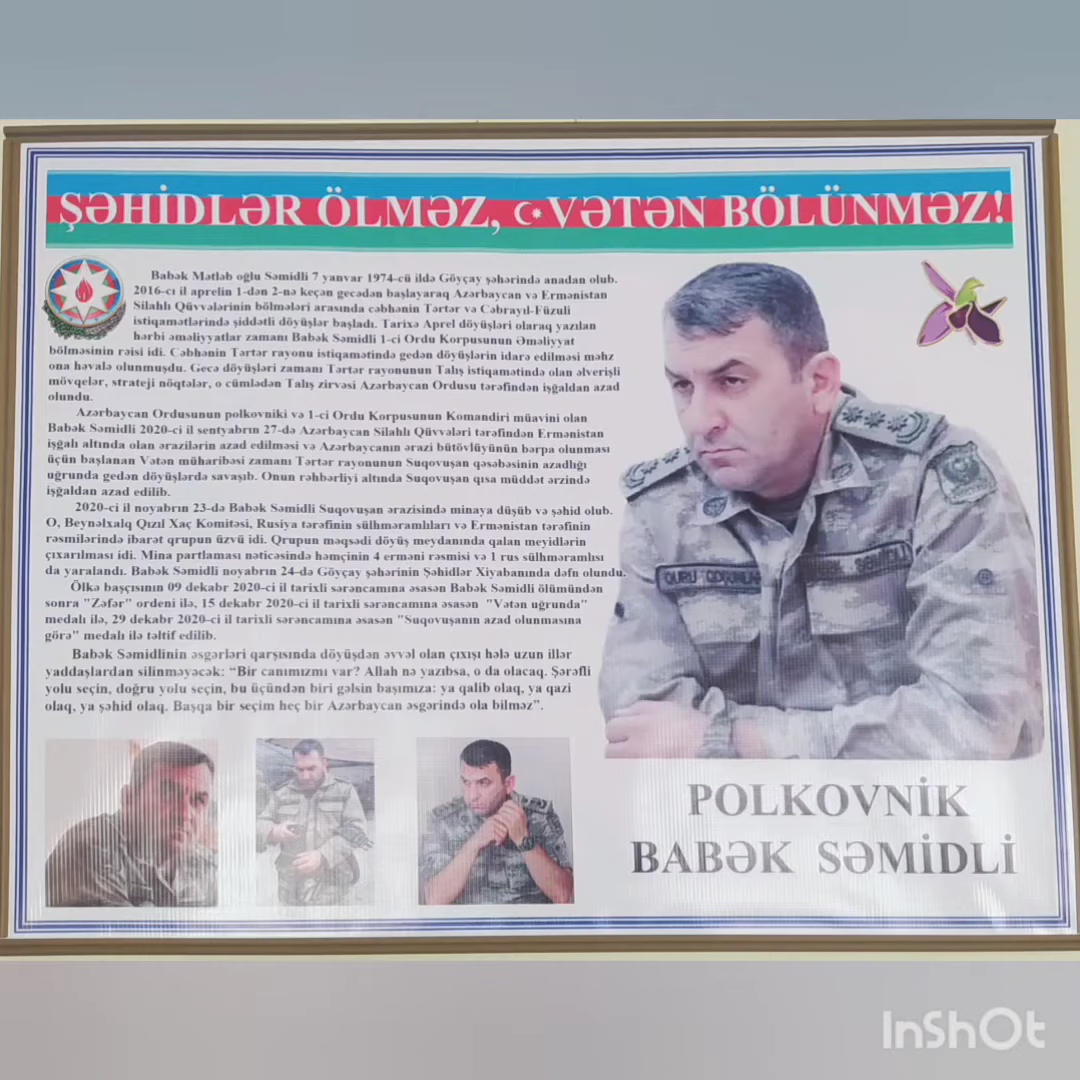 ŞƏHİDLƏR ÖLMƏZ, VƏTƏN BÖLÜNMƏZ!
Babək Mətləb oğlu Səmidli 7 yanvar 1974-cü ildə Göyçay şəhərində anadan olub.
2016-cı il aprelin 1-dən 2-nə keçən gecədən başlayaraq Azərbaycan və Ermənistan
Silahlı Qüvvələrinin bölmələri arasında cəbhənin Tərtər və Cəbrayıl-Füzuli
istiqamətlərində şiddətli döyüşlər başladı. Tarixə Aprel döyüşləri olaraq yazılan
hərbi əməliyyatlar zamanı Babək Səmidli 1-ci Ordu Korpusunun Əməliyyat
bölməsinin rəisi idi. Cəbhənin Tərtər rayonu istiqamətində gedən döyüşlərin idarə edilməsi məhz
ona həvalə olunmuşdu. Gecə döyüşləri zamanı Tərtər rayonunun Talış istiqamətində olan əlverişli
mövqelər, strateji nöqtələr, o cümlədən Talış zirvəsi Azərbaycan Ordusu tərəfindən işğaldan azad
olundu.
Azərbaycan Ordusunun polkovniki və 1-ci Ordu Korpusunun Komandiri müavini olan
Babək Səmidli 2020-ci il sentyabrın 27-də Azərbaycan Silahlı Qüvvələri tərəfindən Ermənistan
işğalı altında olan ərazilərin azad edilməsi və Azərbaycanın ərazi bütövlüyünün bərpa olunması
üçün başlanan Vətən müharibəsi zamanı Tərtər rayonunun Suqovuşan qəsəbəsinin azadlığı
uğrunda gedən döyüşlərdə savaşıb. Onun rəhbərliyi altında Suqovuşan qısa müddət ərzində
işğaldan azad edilib.
2020-ci il noyabrın 23-də Babək Səmidli Suqovuşan ərazisində minaya düşüb və şəhid olub.
O, Beynəlxalq Qızıl Xaç Komitəsi, Rusiya tərəfinin sülhməramlıları və Ermənistan tərəfinin
rəsmilərində ibarət qrupun üzvü idi. Qrupun məqsədi döyüş meydanında qalan meyidlərin
çıxarılması idi. Mina partlaması nəticəsində həmçinin 4 erməni rəsmisi və 1 rus sülhməramlısı
da yaralandı. Babək Səmidli noyabrın 24-də Göyçay şəhərinin Şəhidlər Xiyabanında dəfn olundu.
Ölkə başçısının 09 dekabr 2020-ci il tarixli sərəncamına əsasən Babək Səmidli ölümündən
sonra "Zəfər" ordeni ilə, 15 dekabr 2020-ci il tarixli sərəncamına əsasən "Vətən uğrunda"
medalı ilə, 29 dekabr 2020-ci il tarixli sərəncamına əsasən "Suqovuşanın azad olunmasına
görə" medalı ilə təltif edilib.
Babək Səmidlinin əsgərləri qarşısında döyüşdən əvvəl olan çıxışı hələ uzun illər
yaddaşlardan silinməyəcək: “Bir canımızmı var? Allah nə yazıbsa, o da olacaq. Şərəfli
yolu seçin, doğru yolu seçin, bu üçündən biri gəlsin başımıza: ya qalib olaq, ya qazi
olaq, ya şəhid olaq. Başqa bir seçim heç bir Azərbaycan əsgərində ola bilməz”.
POLKOVNİK
BABƏK SƏMİDLİ
InShOt